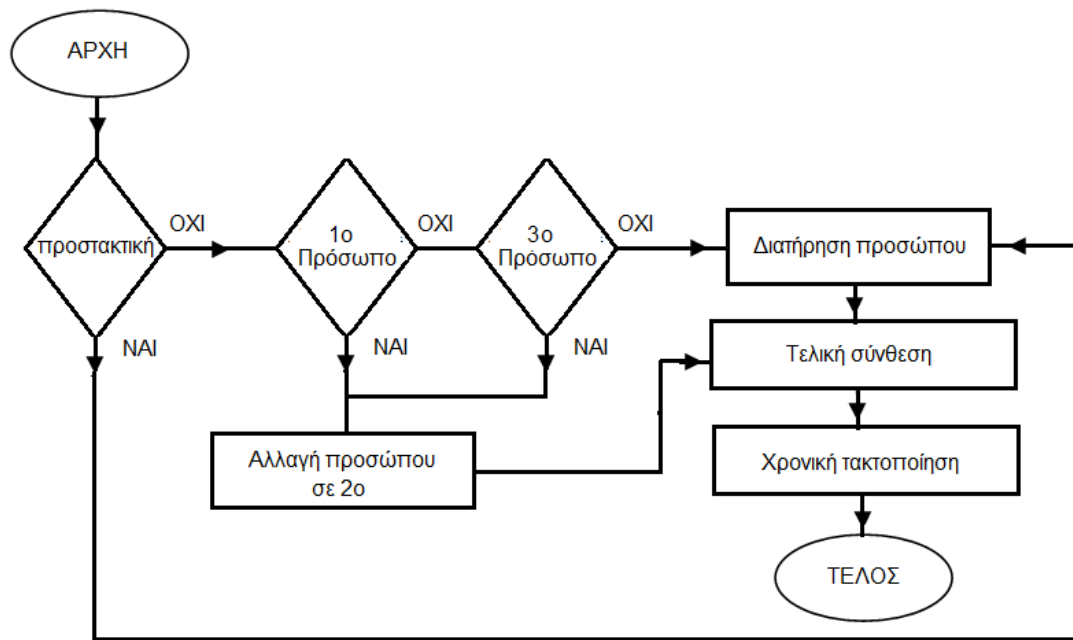 ΑΡΧΗ
προστακτική
ΟΧΙ
1ο
Πρόσωπο
ΟΧΙ
3ο
Πρόσωπο
ΟΧΙ
Διατήρηση προσώπου
ΝΑΙ
ΝΑΙ
ΝΑΙ
Τελική σύνθεση
Αλλαγή προσώπου
σε 2ο
Χρονική τακτοποίηση
ΤΕΛΟΣ